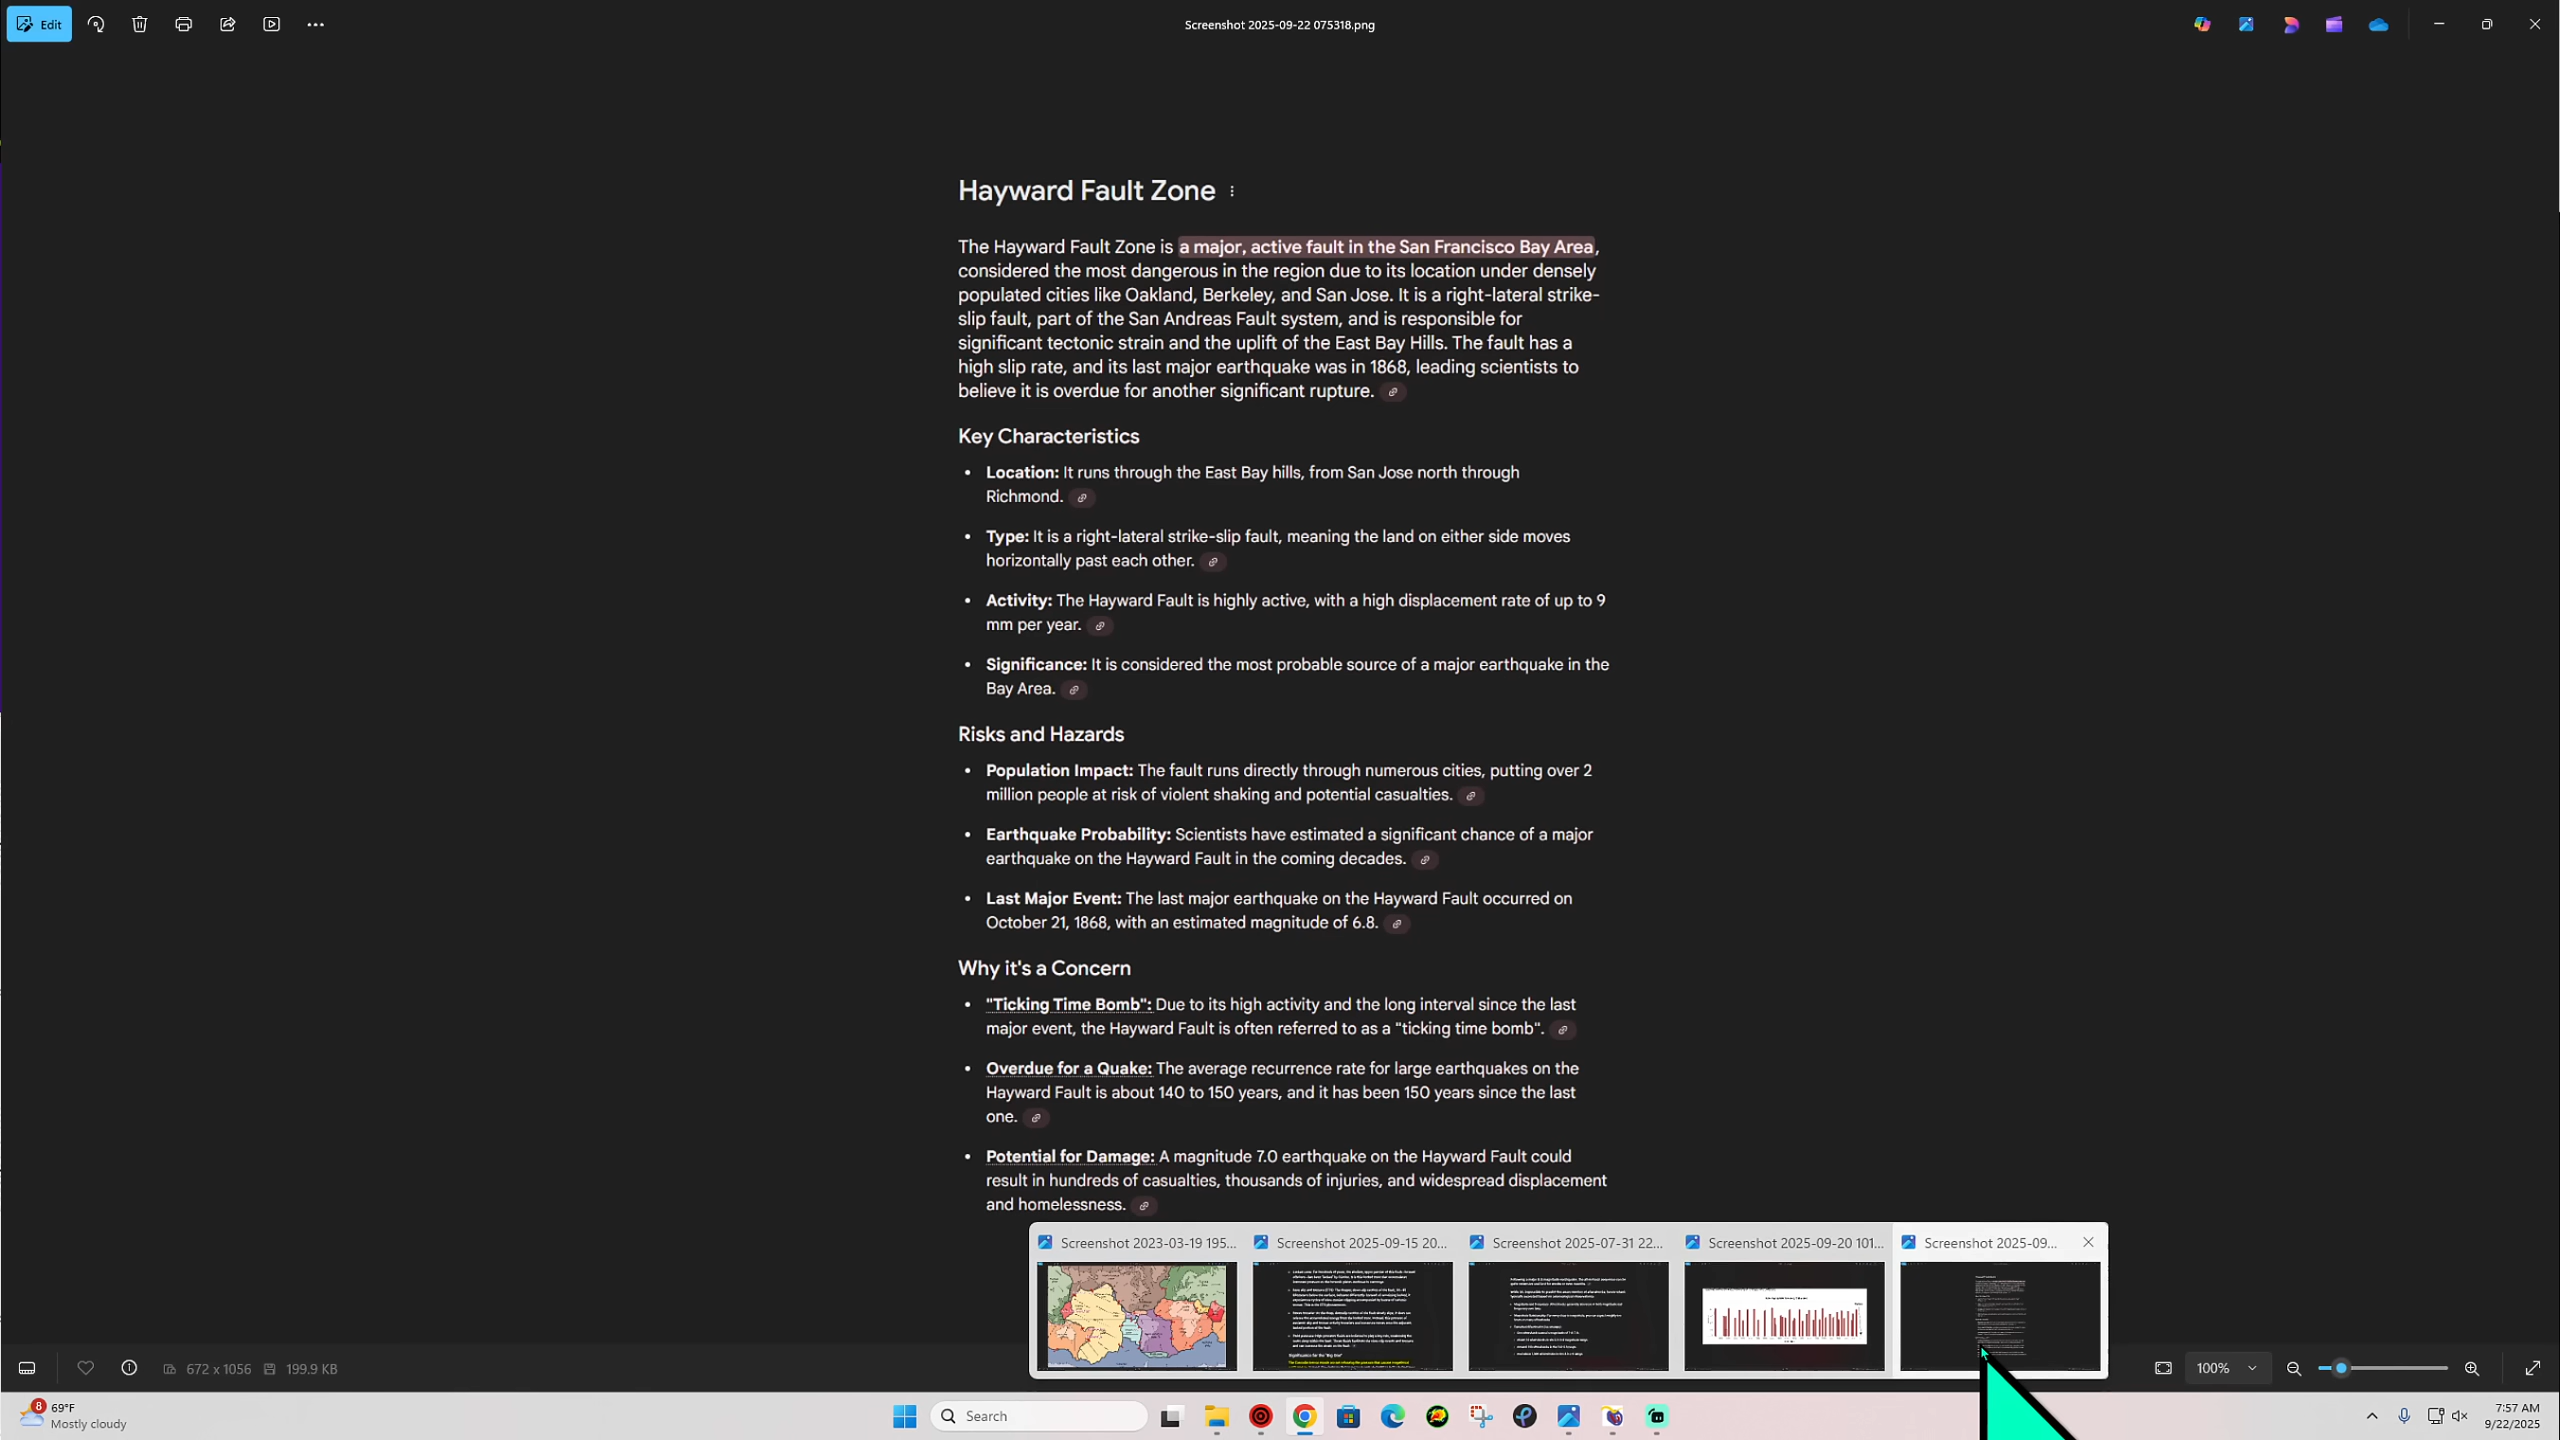 Edit
Screenshot 2025-09-22 075318.png
Hayward Fault Zone
The Hayward Fault Zone is a major, active fault in the San Francisco Bay Area,
considered the most dangerous in the region due to its location under densely
populated cities like Oakland, Berkeley, and San Jose. It is a right-lateral strike-
slip fault, part of the San Andreas Fault system, and is responsible for
significant tectonic strain and the uplift of the East Bay Hills. The fault has a
high slip rate, and its last major earthquake was in 1868, leading scientists to
believe it is overdue for another significant rupture.
Key Characteristics
• Location: It runs through the East Bay hills, from San Jose north through
Richmond.
• Type: It is a right-lateral strike-slip fault, meaning the land on either side moves
horizontally past each other.
• Activity: The Hayward Fault is highly active, with a high displacement rate of up to 9
mm per year.
• Significance: It is considered the most probable source of a major earthquake in the
Bay Area.
Risks and Hazards
• Population Impact: The fault runs directly through numerous cities, putting over 2
million people at risk of violent shaking and potential casualties.
• Earthquake Probability: Scientists have estimated a significant chance of a major
earthquake on the Hayward Fault in the coming decades.
• Last Major Event: The last major earthquake on the Hayward Fault occurred on
October 21, 1868, with an estimated magnitude of 6.8.
Why it's a Concern
• "Ticking Time Bomb": Due to its high activity and the long interval since the last
major event, the Hayward Fault is often referred to as a "ticking time bomb".
• Overdue for a Quake: The average recurrence rate for large earthquakes on the
Hayward Fault is about 140 to 150 years, and it has been 150 years since the last
one.
• Potential for Damage: A magnitude 7.0 earthquake on the Hayward Fault could
result in hundreds of casualties, thousands of injuries, and widespread displacement
and homelessness.
Screenshot 2023-03-19 195...
Screenshot 2025-09-15 20...
Screenshot 2025-07-31 22...
Screenshot 2025-09-20 101...
Screenshot 2025-09...
672 x 1056
199.9 KB
100%
8
69°F
Mostly cloudy
Search
7:57 AM
9/22/2025